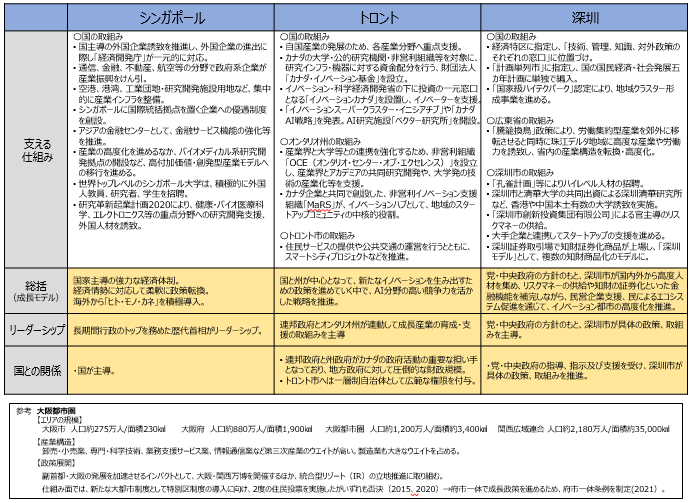 シンガポール
トロント
深圳
支える
仕組み
○国の取組み
・ 国主導の外国企業誘致を推進し、外国企業の進出に
際し「経済開発庁」が一元的に対応。
・ 通信、金融、不動産、航空等の分野で政府系企業が
産業振興をけん引。
・ 空港、港湾、工業団地・研究開発施設用地など、集中
的に産業インフラを整備。
・ シンガポールに国際統括拠点を置く企業への優遇制度
を創設。
・ アジアの金融センターとして、金融サービス機能の強化等
を推進。
・ 産業の高度化を進めるなか、バイオメディカル系研究開
発拠点の開設など、高付加価値・創発型産業モデルへ
の移行を進める。
・ 世界トップレベルのシンガポール大学は、積極的に外国
人教員、研究者、学生を招聘。
・ 研究革新起業計画2020により、健康・バイオ医療科
学、エレクトロニクス等の重点分野への研究開発支援、
外国人材を誘致。
○国の取組み
・ 自国産業の発展のため、各産業分野へ重点支援。
・ カナダの大学・公的研究機関・非営利組織等を対象に、
研究インフラ・機器に対する資金配分を行う、財団法人
「カナダ・イノベーション基金」を設立。
・ イノベーション・科学経済開発省の下に投資の一元窓口
となる「イノベーションカナダ」を設置し、イノベーターを支援。
・ 「イノベーションスーパークラスター・イニシアチブ」や「カナダ
AI戦略」を発表。AI研究施設「ベクター研究所」を開設。
○オンタリオ州の取組み
・ 産業界と大学等との連携を強化するため、非営利組織
「OCE（オンタリオ・センター・オブ・エクセレンス）」を設立
し、産業界とアカデミアの共同研究開発や、大学発の技
術の産業化等を支援。
・ カナダ企業と共同で創設した、非営利イノベーション支援
組織「MaRS」が、イノベーションハブとして、地域のスター
トアップコミュニティの中核的役割。
○トロント市の取組み
・ 住民サービスの提供や公共交通の運営を行うとともに、
スマートシティプロジェクトなどを推進。
○国の取組み
・ 経済特区に指定し、「技術、管理、知識、対外政策の
それぞれの窓口」に位置づけ。
・ 「計画単列市」に指定し、国の国民経済・社会発展五
カ年計画に単独で編入。
・ 「国家級ハイテクパーク」認定により、地域クラスター形
成事業を進める。
○広東省の取組み
・ 「騰籠換鳥」政策により、労働集約型産業を郊外に移
転させると同時に珠江デルタ地域に高度な産業や労働
力を誘致し、省内の産業構造を転換・高度化。
○深圳市の取組み
・ 「孔雀計画」等によりハイレベル人材の招聘。
・ 深圳市と清華大学の共同出資による深圳清華研究所
など、香港や中国本土有数の大学誘致を実施。
・ 「深圳市創新投資集団有限公司」による官主導のリス
クマネーの供給。
・ 大手企業と連携してスタートアップの支援を進める。
・ 深圳証券取引場で知財証券化商品が上場し、「深圳
モデル」として、複数の知財商品化のモデルに。
総括
(成長モデル)
国家主導の強力な経済体制。
経済情勢に対応して柔軟に政策転換。
海外から「ヒト・モノ・カネ」を積極導入。
国と州が中心となって、新たなイノベーションを生み出すた
めの政策を進めていく中で、AI分野の高い競争力を活か
した戦略を推進。
党・中央政府の方針のもと、深圳市が国内外から高度人
材を集め、リスクマネーの供給や知財の証券化といった金
融機能を補完しながら、民営企業支援、民によるエコシス
テム促進を通じて、イノベーション都市の高度化を推進。
リーダーシップ
長期間行政のトップを務めた歴代首相がリーダーシップ。
連邦政府とオンタリオ州が連動して成長産業の育成・支
援の取組みを主導
党・中央政府の方針のもと、深圳市が具体の政策、取組
みを主導。
国との関係
・国が主導。
・ 連邦政府と州政府がカナダの政府活動の重要な担い手
となっており、地方政府に対して圧倒的な財政規模。
・ トロント市へは一層制自治体として広範な権限を付与。
・党・中央政府の指導、指示及び支援を受け、深圳市が
具体の政策、取組みを推進。
参考 大阪都市圏
【エリアの規模】
大阪市 人口約275万人/面積230㎢ 大阪府 人口約880万人/面積1,900㎢ 大阪都市圏 人口約1,200万人/面積約3,400㎢ 関西広域連合 人口約2,180万人/面積約35,000㎢
【産業構造】
卸売・小売業、専門・科学技術、業務支援サービス業、情報通信業など第三次産業のウエイトが高い。製造業も大きなウエイトを占める。
【政策展開】
副首都・大阪の発展を加速させるインパクトとして、大阪・関西万博を開催するほか、統合型リゾート（IR）の立地推進に取り組む。
仕組み面では、新たな大都市制度として特別区制度の導入に向け、2度の住民投票を実施したがいずれも否決（2015、2020）→府市一体で成長政策を進めるため、府市一体条例を制定(2021)。